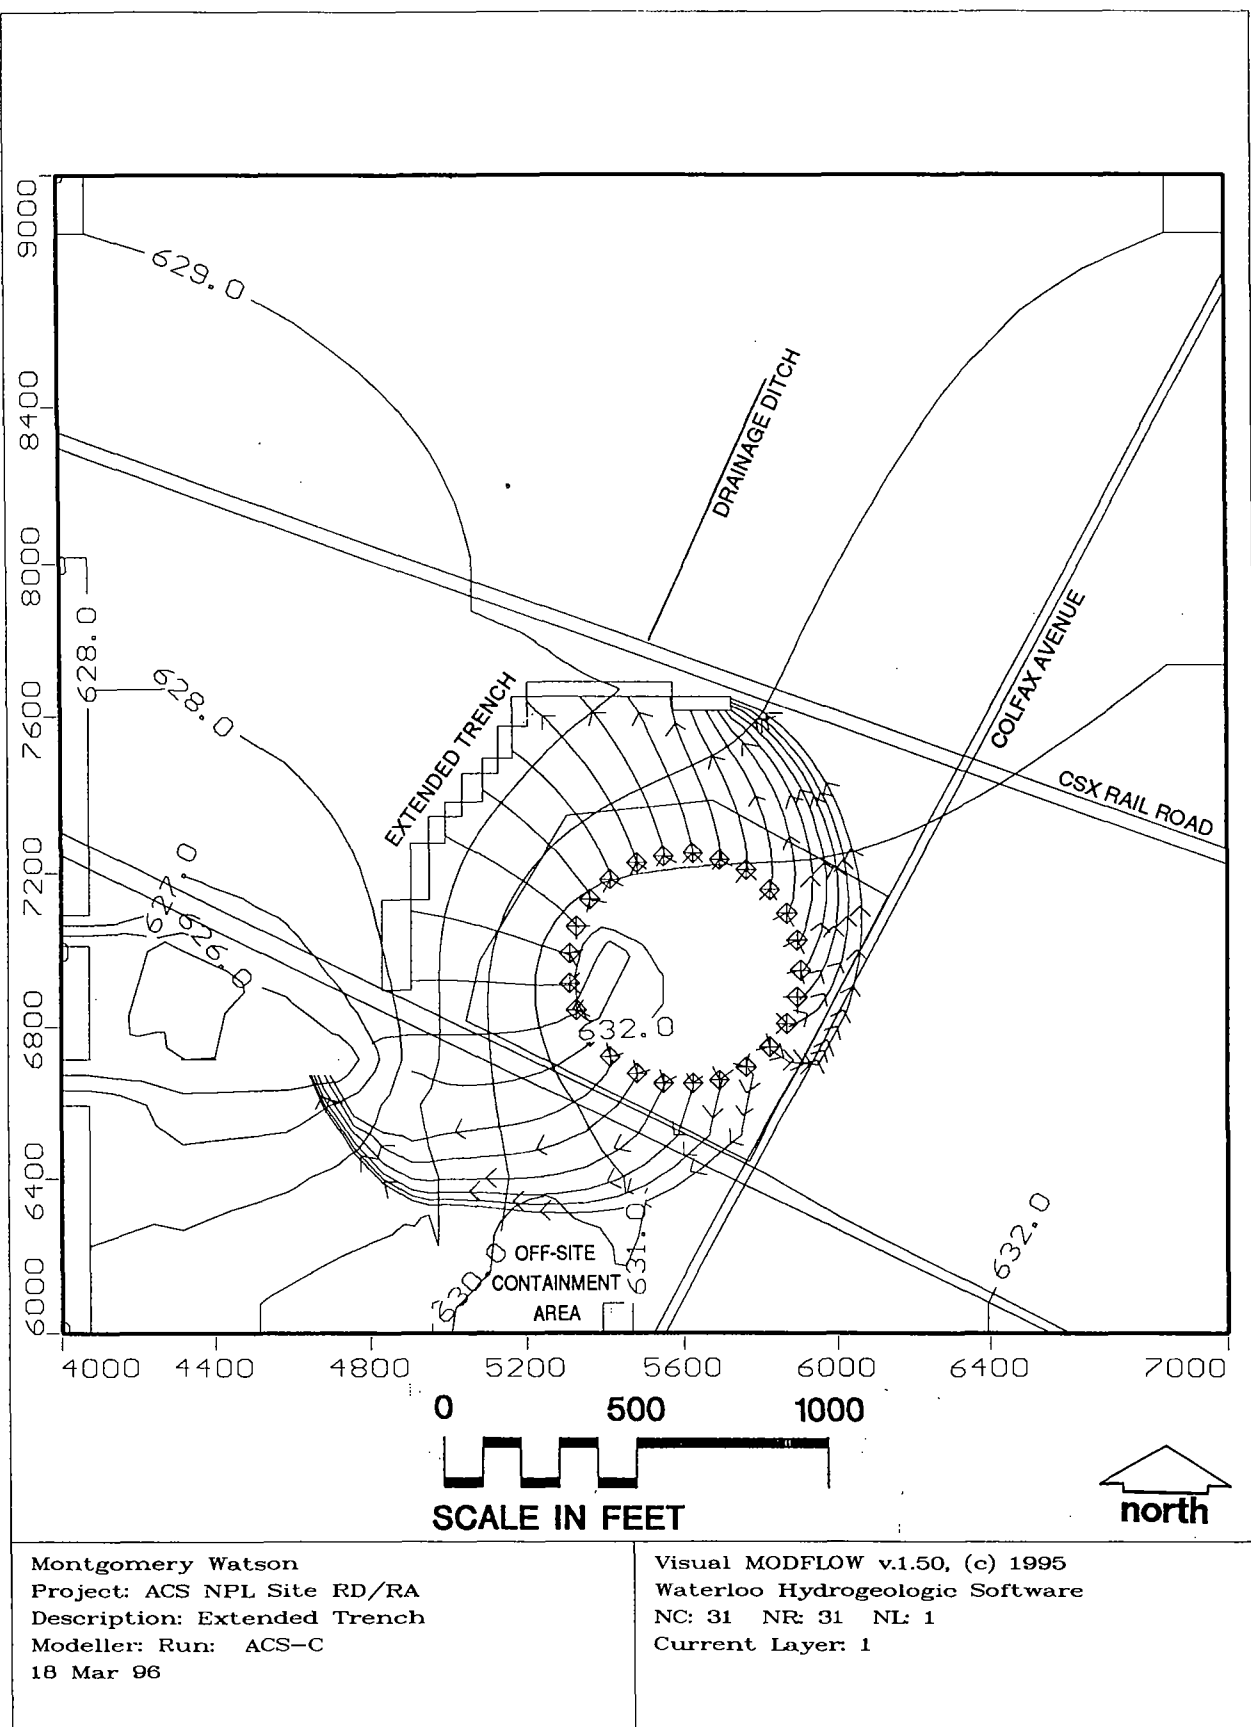 629.0
9000
8400
8000
7600
7200
6800
6400
6000
DRAINAGE DITCH
628.0
628.0
EXTENDED TRENCH
COLFAX AVENUE
CSX RAIL ROAD
627.0
626.0
632.0
632.0
631.0
630.0
OFF-SITE
CONTAINMENT
AREA
4000 4400 4800 5200 5600 6000 6400 7000
0 500 1000
SCALE IN FEET
north
Montgomery Watson
Project: ACS NPL Site RD/RA
Description: Extended Trench
Modeller: Run: ACS-C
18 Mar 96
Visual MODFLOW v.1.50, (c) 1995
Waterloo Hydrogeologic Software
NC: 31 NR: 31 NL: 1
Current Layer: 1